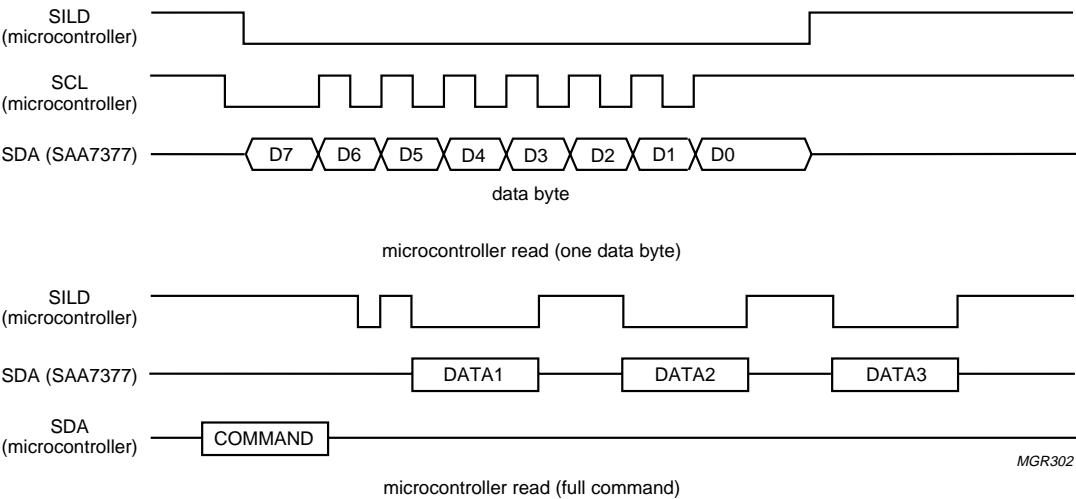 SILD
(microcontroller)
SCL
(microcontroller)
SDA (SAA7377)
D7 D6 D5 D4 D3 D2 D1 D0
data byte
microcontroller read (one data byte)
SILD
(microcontroller)
SDA (SAA7377)
DATA1 DATA2 DATA3
SDA
(microcontroller)
COMMAND
MGR302
microcontroller read (full command)